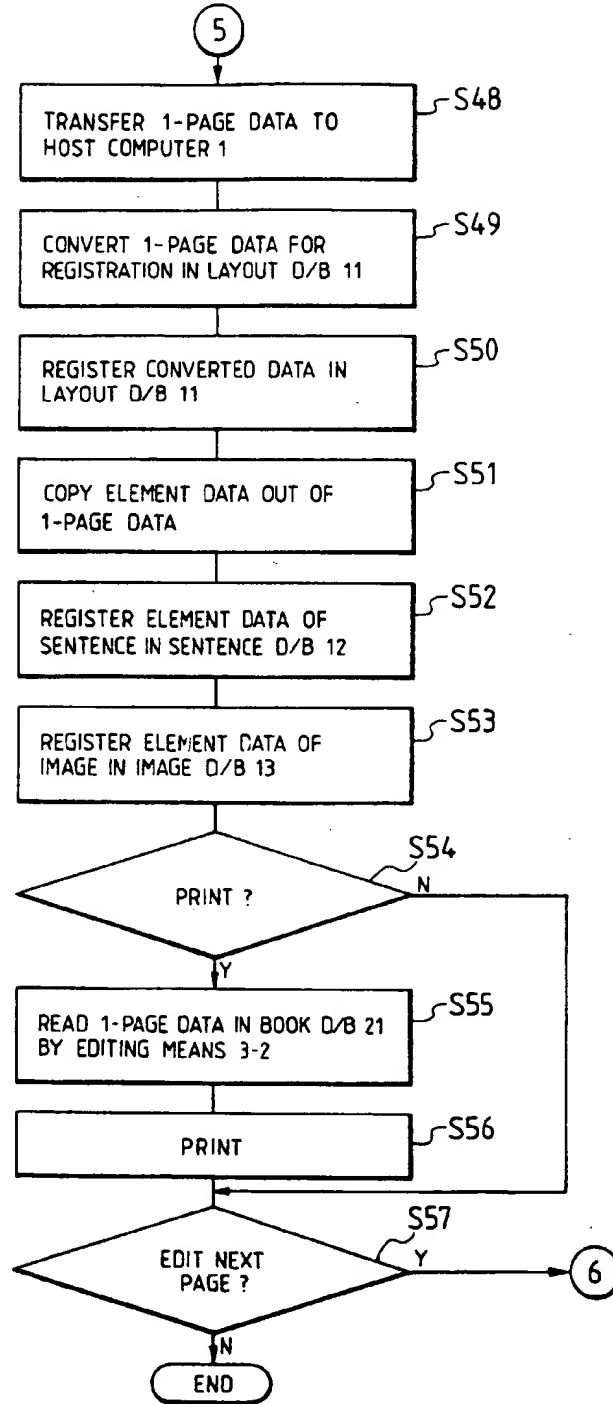 5
TRANSFER 1-PAGE DATA TO
HOST COMPUTER 1
S48
CONVERT 1-PAGE DATA FOR
REGISTRATION IN LAYOUT D/B 11
S49
REGISTER CONVERTED DATA IN
LAYOUT D/B 11
S50
COPY ELEMENT DATA OUT OF
1-PAGE DATA
S51
REGISTER ELEMENT DATA OF
SENTENCE IN SENTENCE D/B 12
S52
REGISTER ELEMENT DATA OF
IMAGE IN IMAGE D/B 13
S53
PRINT ?
S54
N
Y
READ 1-PAGE DATA IN BOOK D/B 21
BY EDITING MEANS 3-2
S55
PRINT
S56
EDIT NEXT
PAGE ?
S57
Y
6
N
END